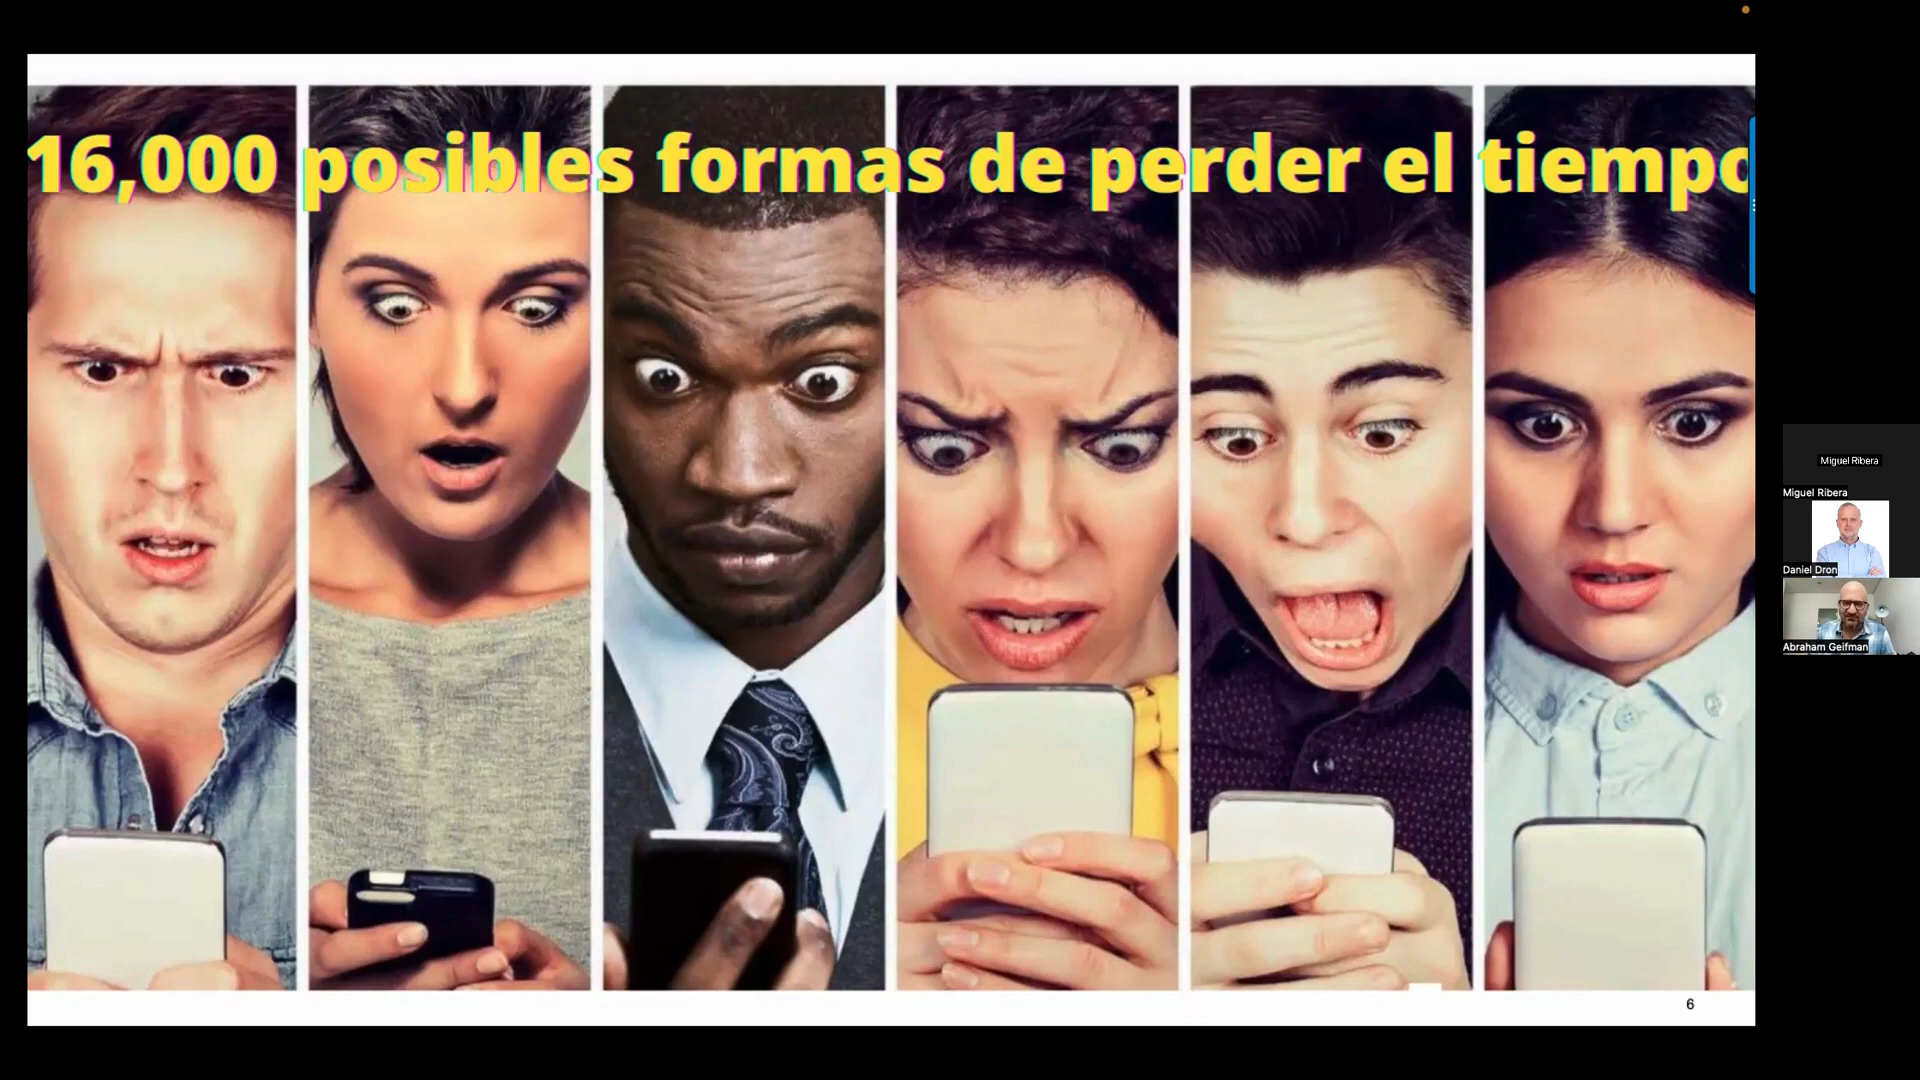 16,000 posibles formas de perder el tiempo
Miguel Ribera
Miguel Ribera
Daniel Dron
Abraham Geifman
6